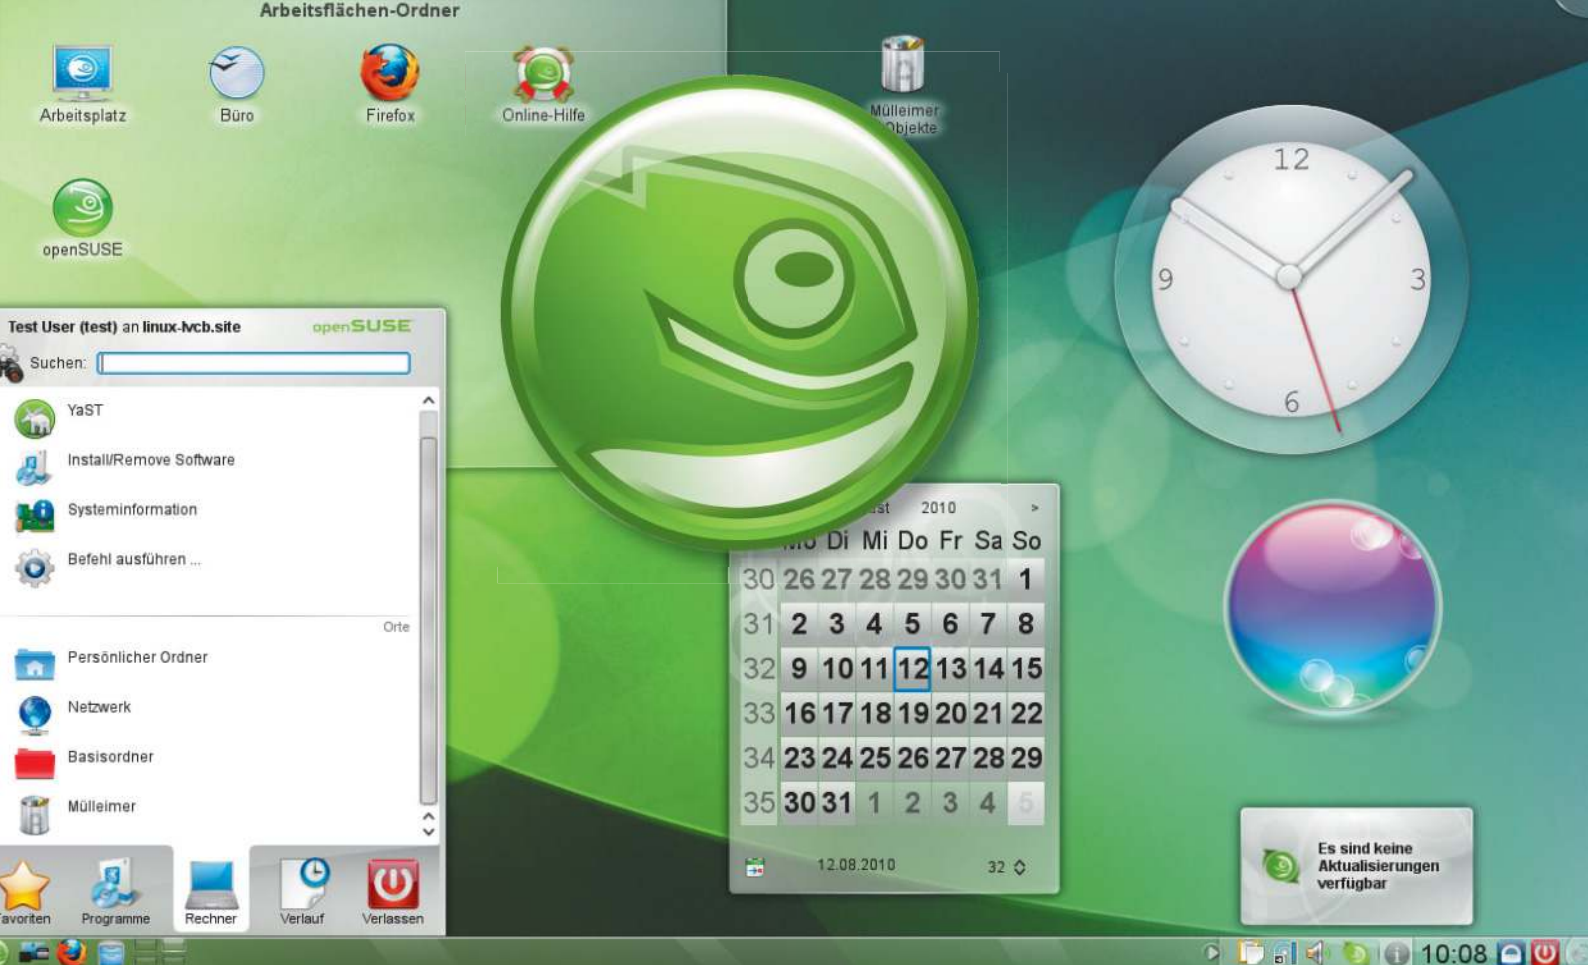 Arbeitsflächen-Ordner
Arbeitsplatz
Büro
Firefox
Online-Hilfe
Mülleimer
Objekte
openSUSE
Test User (test) an linux-lvcb.site
openSUSE
Suchen:
YaST
Install/Remove Software
Systeminformation
Befehl ausführen ...
Orte
Persönlicher Ordner
Netzwerk
Basisordner
Mülleimer
Favoriten
Programme
Rechner
Verlauf
Verlassen
12
9
3
6
2010 >
Mo Di Mi Do Fr Sa So
30 26 27 28 29 30 31 1
31 2 3 4 5 6 7 8
32 9 10 11 12 13 14 15
33 16 17 18 19 20 21 22
34 23 24 25 26 27 28 29
35 30 31 1 2 3 4 5
12.08.2010
32
Es sind keine
Aktualisierungen
verfügbar
10:08